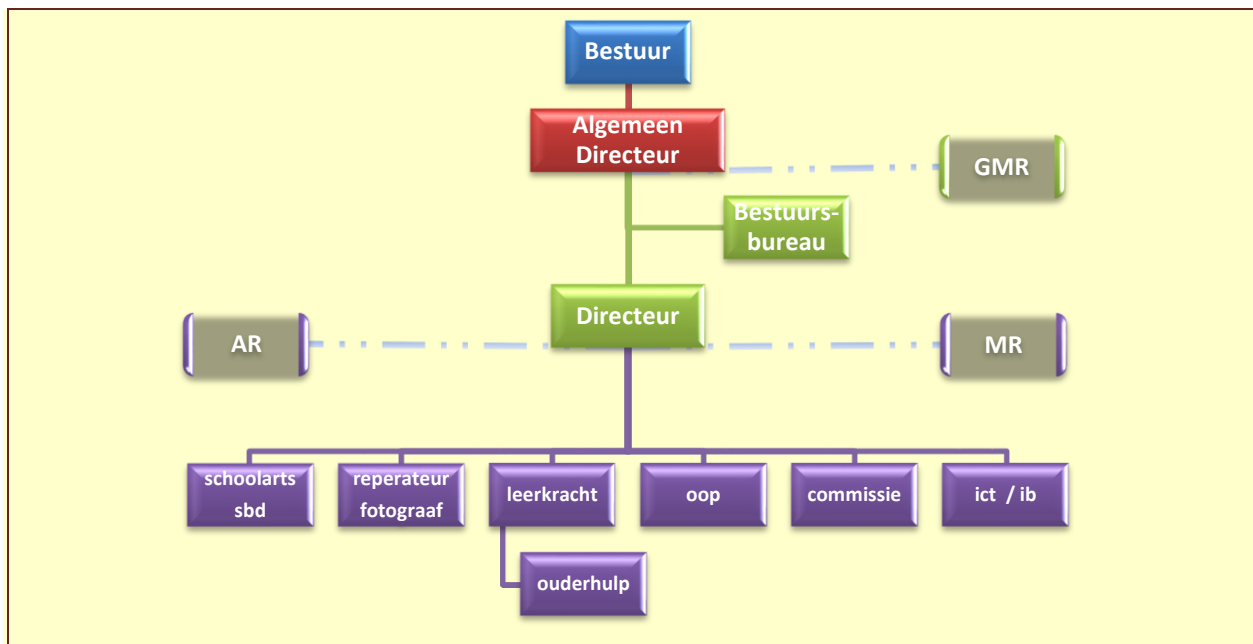 Bestuur
Algemeen
Directeur
GMR
Bestuurs-
bureau
Directeur
AR
MR
schoolarts
sbd
reperateur
fotograaf
leerkracht
oop
commissie
ict / ib
ouderhulp